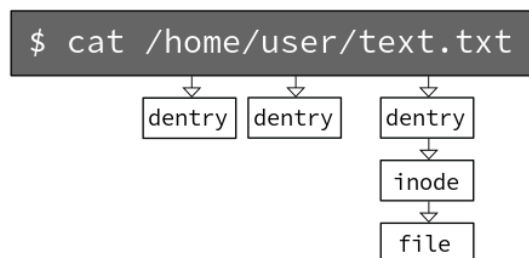 $ cat /home/user/text.txt
dentry dentry dentry
inode
file